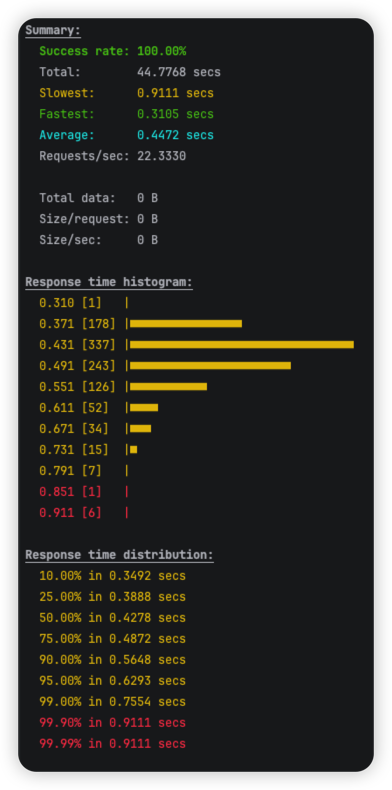 Summary:
Success rate: 100.00%
Total: 44.7768 secs
Slowest: 0.9111 secs
Fastest: 0.3105 secs
Average: 0.4472 secs
Requests/sec: 22.3330
Total data: 0 B
Size/request: 0 B
Size/sec: 0 B
Response time histogram:
0.310 [1] |
0.371 [178] |
0.431 [337] |
0.491 [243] |
0.551 [126] |
0.611 [52] |
0.671 [34] |
0.731 [15] |
0.791 [7] |
0.851 [1] |
0.911 [6] |
Response time distribution:
10.00% in 0.3492 secs
25.00% in 0.3888 secs
50.00% in 0.4278 secs
75.00% in 0.4872 secs
90.00% in 0.5648 secs
95.00% in 0.6293 secs
99.00% in 0.7554 secs
99.90% in 0.9111 secs
99.99% in 0.9111 secs